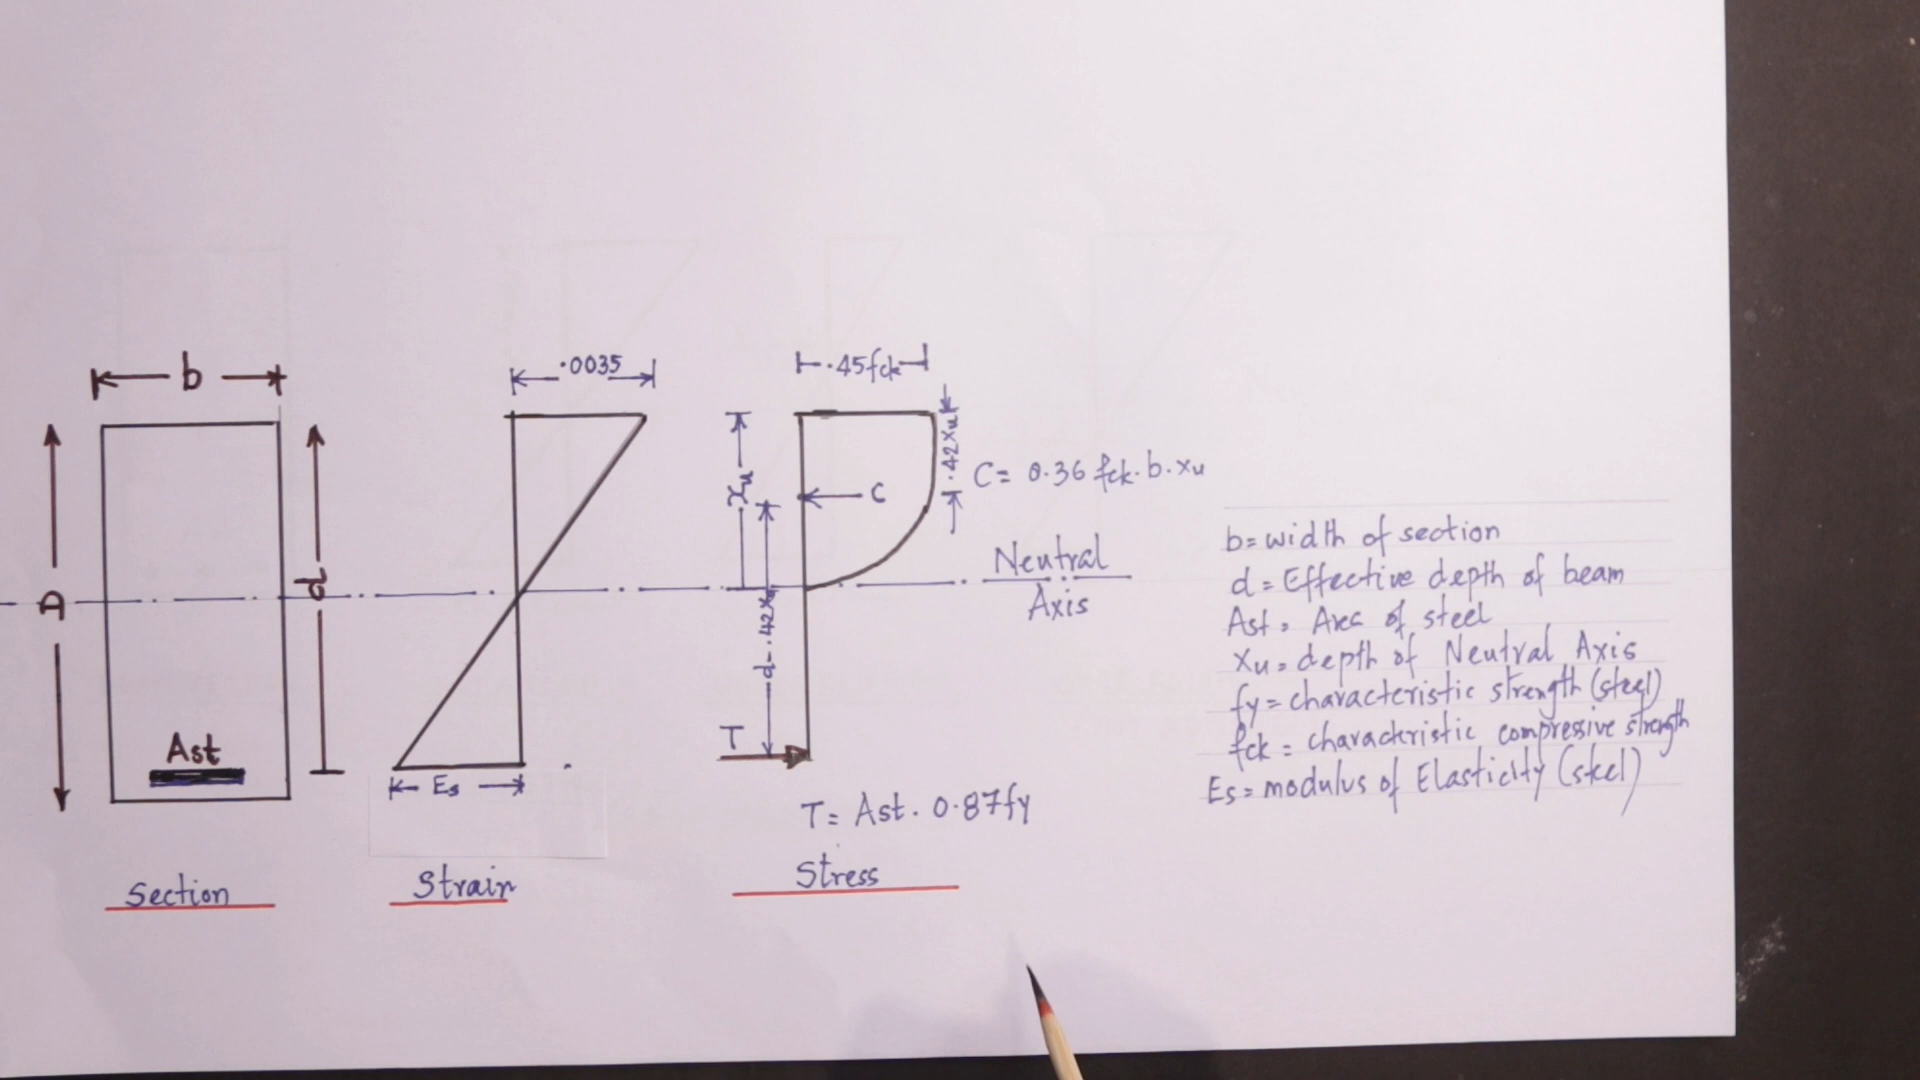 b
D
d
Ast
Section
.0035
Es
Strain
.45fck
xu
.42xu
C
C= 0.36 fck.b.xu
Neutral
Axis
d-.42xu
T
T= Ast. 0.87fy
Stress
b=width of section
d=Effective depth of beam
Ast= Area of steel
Xu=depth of Neutral Axis
fy=characteristic strength (steel)
fck= characteristic compressive strength
Es=modulus of Elasticity (steel)